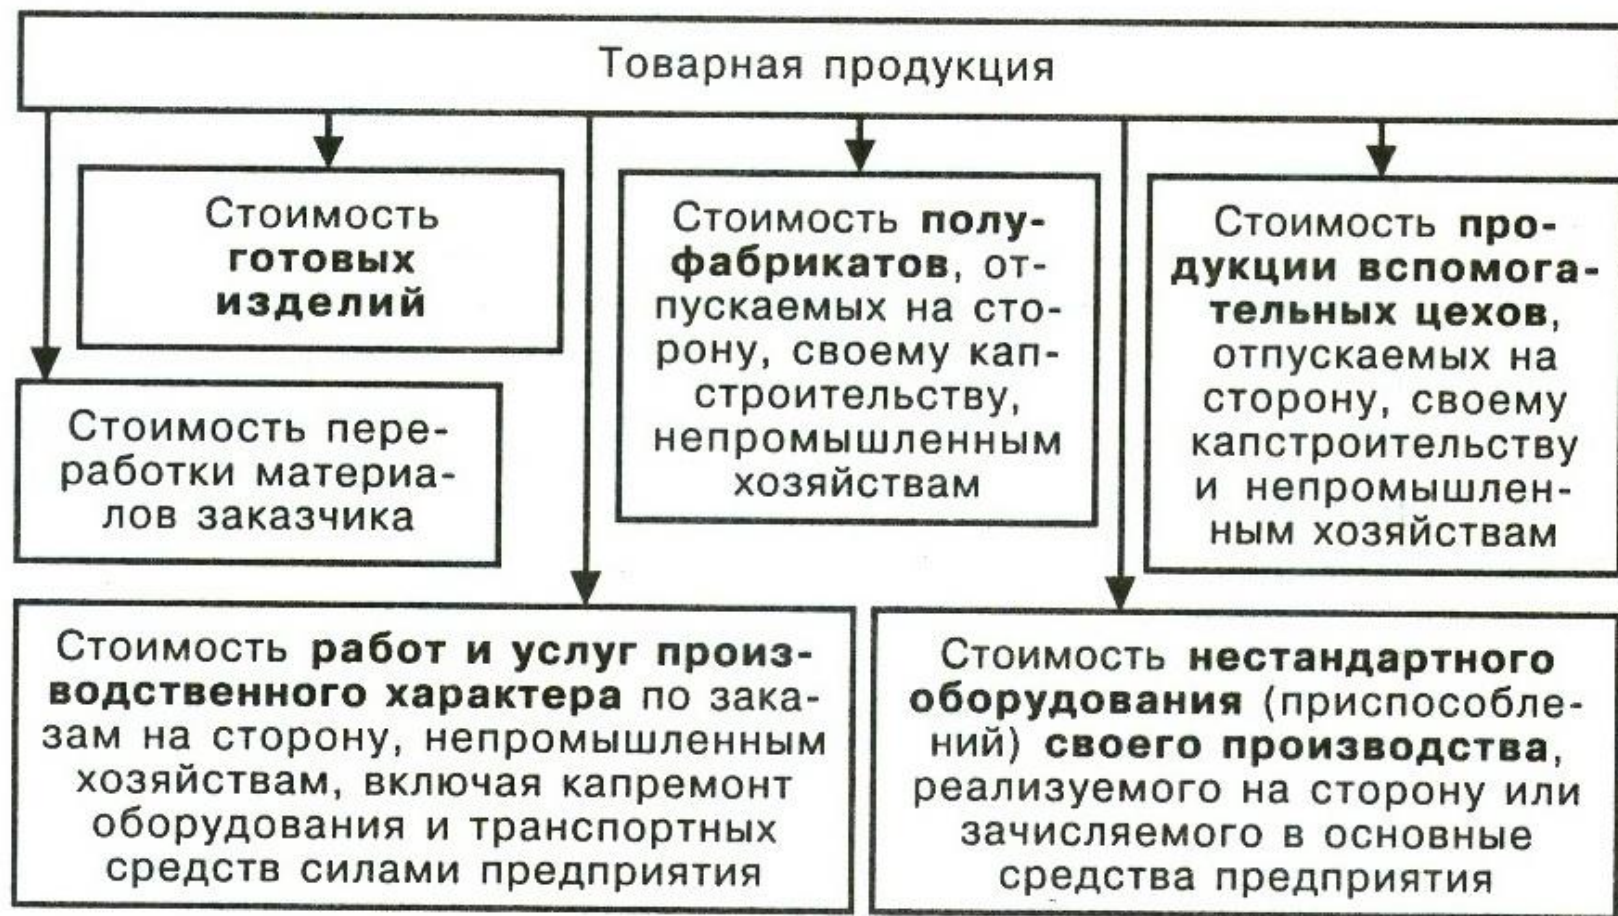 Товарная продукция
Стоимость
готовых
изделий
Стоимость полу-
фабрикатов, от-
пускаемых на сто-
рону, своему кап-
строительству,
непромышленным
хозяйствам
Стоимость про-
дукции вспомога-
тельных цехов,
отпускаемых на
сторону, своему
капстроительству
и непромышлен-
ным хозяйствам
Стоимость пере-
работки материа-
лов заказчика
Стоимость работ и услуг произ-
водственного характера по зака-
зам на сторону, непромышленным
хозяйствам, включая капремонт
оборудования и транспортных
средств силами предприятия
Стоимость нестандартного
оборудования (приспособле-
ний) своего производства,
реализуемого на сторону или
зачисляемого в основные
средства предприятия